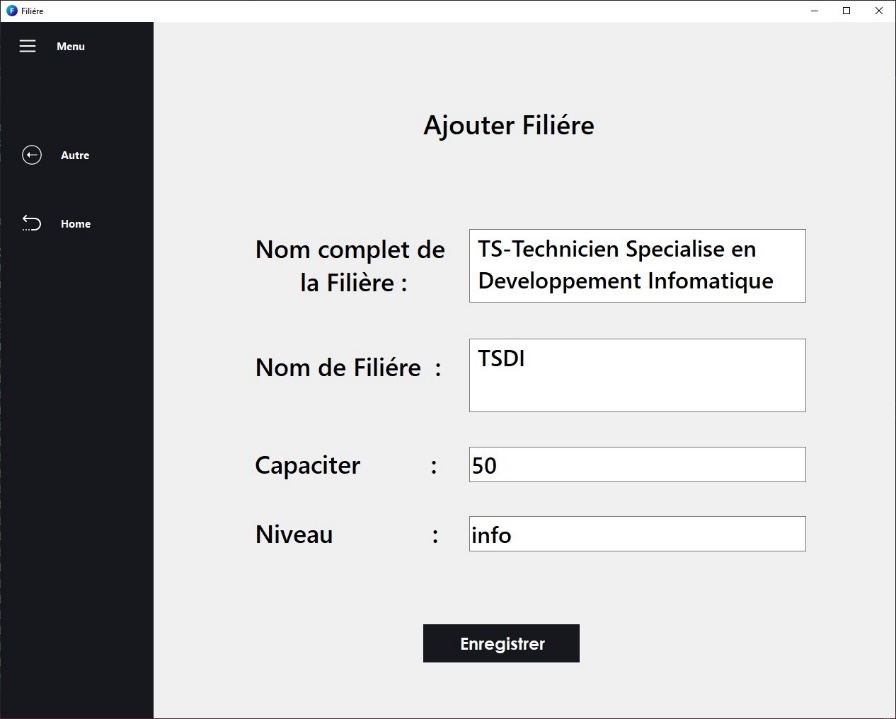 Filiére
Menu
Autre
Home
Ajouter Filiére
Nom complet de
la Filière :
TS-Technicien Specialise en
Developpement Infomatique
Nom de Filiére :
TSDI
Capaciter :
50
Niveau :
info
Enregistrer